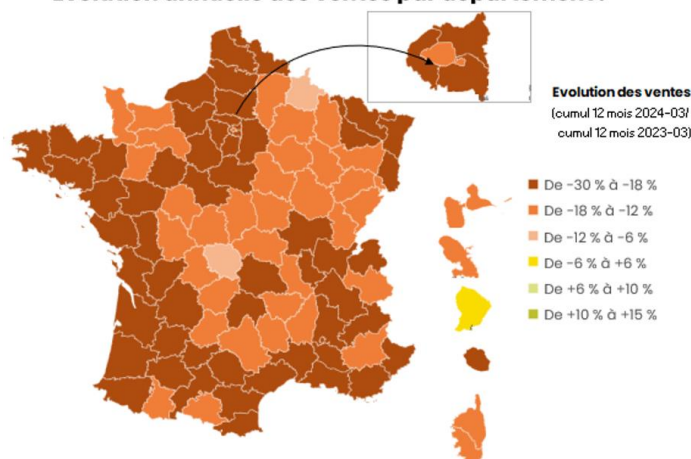 Evolution des ventes
(cumul 12 mois 2024-03/
cumul 12 mois 2023-03)
De -30 % à -18 %
De -18 % à -12 %
De -12 % à -6 %
De -6 % à +6 %
De +6 % à +10 %
De +10 % à +15 %